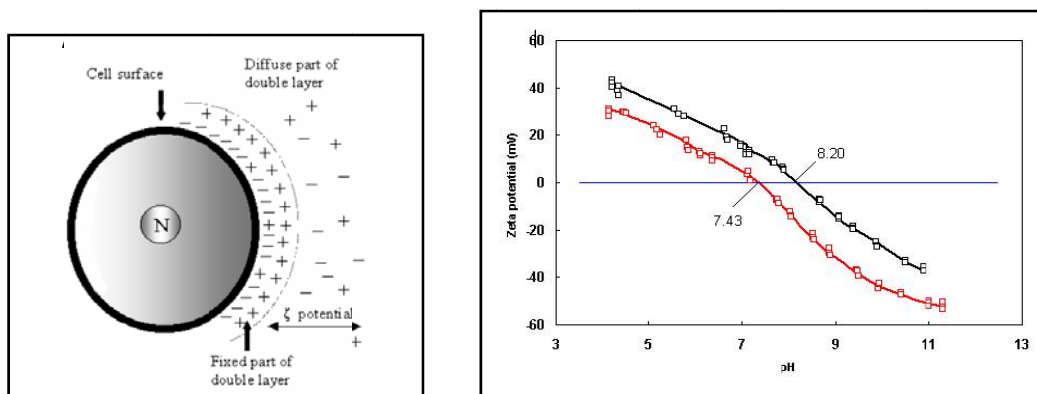 Cell surface
Diffuse part of
double layer
N
ζ potential
Fixed part of
double layer
60
40
20
0
-20
-40
-60
Zeta potential (mV)
8.20
7.43
3
5
7
9
11
13
pH